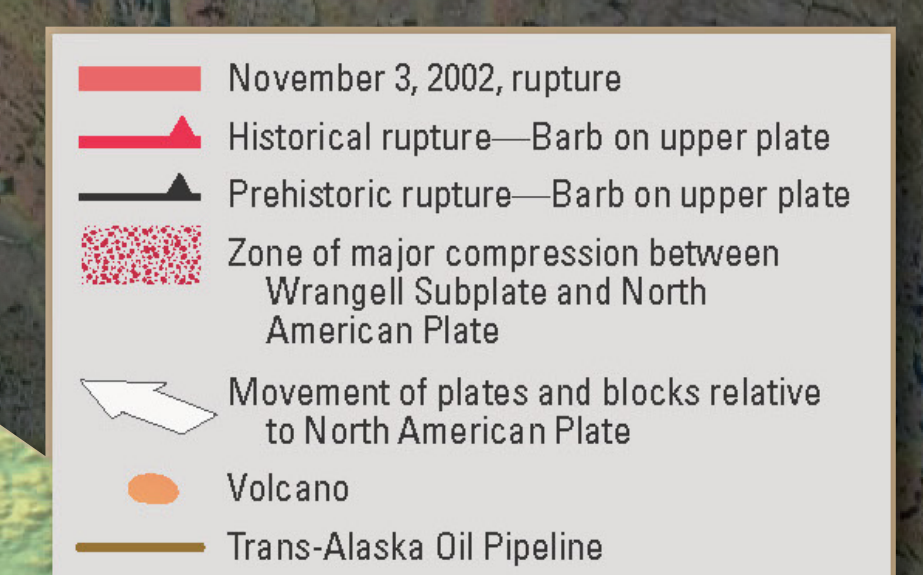 November 3, 2002, rupture
Historical rupture—Barb on upper plate
Prehistoric rupture—Barb on upper plate
Zone of major compression between
Wrangell Subplate and North
American Plate
Movement of plates and blocks relative
to North American Plate
Volcano
Trans-Alaska Oil Pipeline